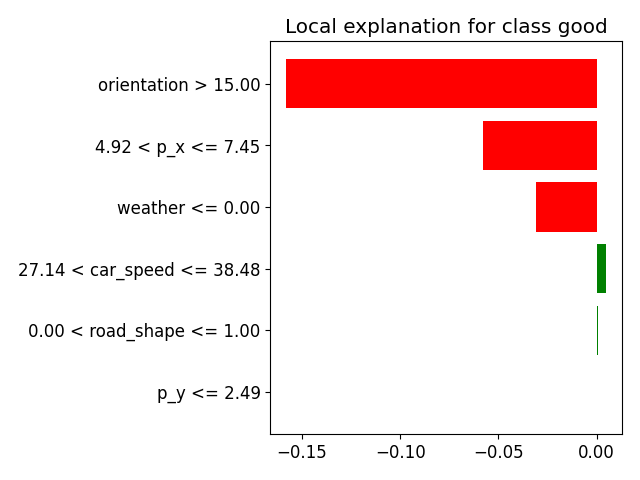 Local explanation for class good
orientation > 15.00
4.92 < p_x <= 7.45
weather <= 0.00
27.14 < car_speed <= 38.48
0.00 < road_shape <= 1.00
p_y <= 2.49
−0.15 −0.10 −0.05 0.00